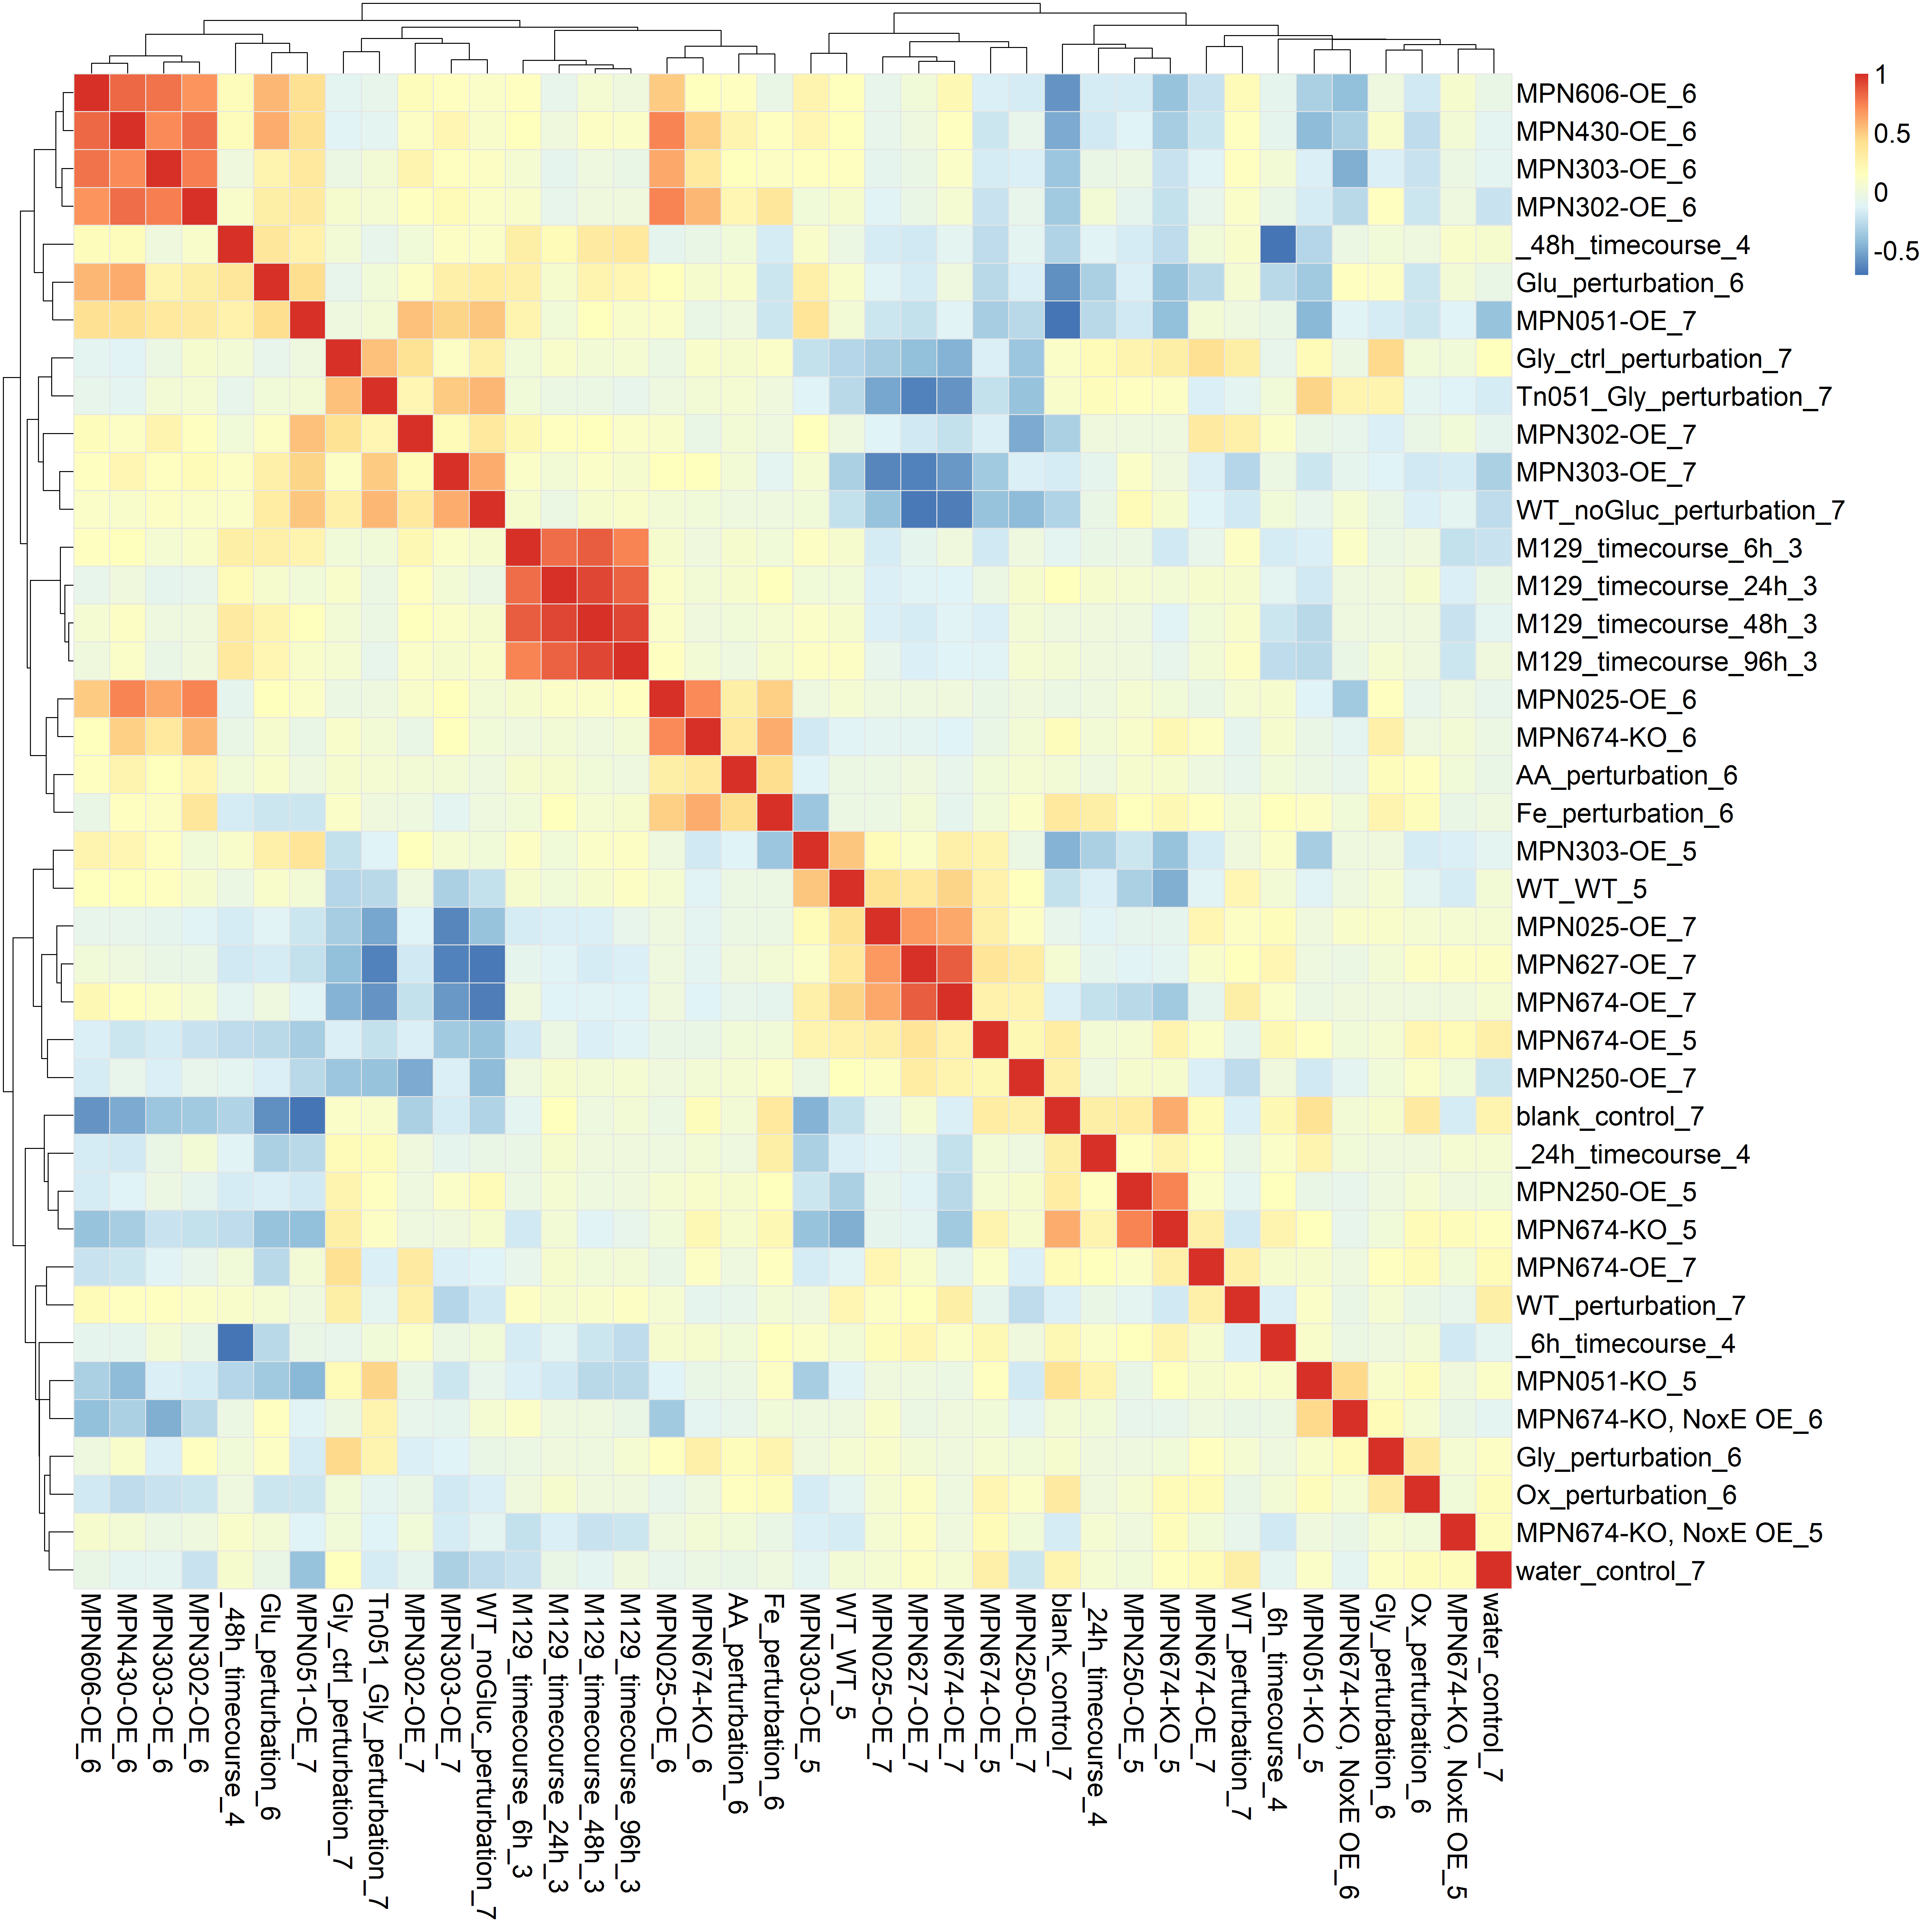 1
0.5
0
-0.5
MPN606-OE_6
MPN430-OE_6
MPN303-OE_6
MPN302-OE_6
_48h_timecourse_4
Glu_perturbation_6
MPN051-OE_7
Gly_ctrl_perturbation_7
Tn051_Gly_perturbation_7
MPN302-OE_7
MPN303-OE_7
WT_noGluc_perturbation_7
M129_timecourse_6h_3
M129_timecourse_24h_3
M129_timecourse_48h_3
M129_timecourse_96h_3
MPN025-OE_6
MPN674-KO_6
AA_perturbation_6
Fe_perturbation_6
MPN303-OE_5
WT_WT_5
MPN025-OE_7
MPN627-OE_7
MPN674-OE_7
MPN674-OE_5
MPN250-OE_7
blank_control_7
_24h_timecourse_4
MPN250-OE_5
MPN674-KO_5
MPN674-OE_7
WT_perturbation_7
_6h_timecourse_4
MPN051-KO_5
MPN674-KO, NoxE OE_6
Gly_perturbation_6
Ox_perturbation_6
MPN674-KO, NoxE OE_5
water_control_7
MPN606-OE_6
MPN430-OE_6
MPN303-OE_6
MPN302-OE_6
_48h_timecourse_4
Glu_perturbation_6
MPN051-OE_7
Gly_ctrl_perturbation_7
Tn051_Gly_perturbation_7
MPN302-OE_7
MPN303-OE_7
WT_noGluc_perturbation_7
M129_timecourse_6h_3
M129_timecourse_24h_3
M129_timecourse_48h_3
M129_timecourse_96h_3
MPN025-OE_6
MPN674-KO_6
AA_perturbation_6
Fe_perturbation_6
MPN303-OE_5
WT_WT_5
MPN025-OE_7
MPN627-OE_7
MPN674-OE_7
MPN674-OE_5
MPN250-OE_7
blank_control_7
_24h_timecourse_4
MPN250-OE_5
MPN674-KO_5
MPN674-OE_7
WT_perturbation_7
_6h_timecourse_4
MPN051-KO_5
MPN674-KO, NoxE OE_6
Gly_perturbation_6
Ox_perturbation_6
MPN674-KO, NoxE OE_5
water_control_7